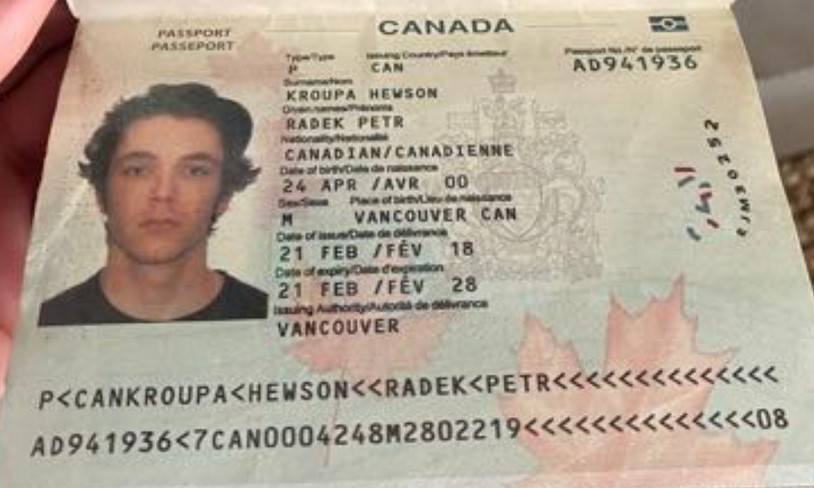 PASSPORT
PASSEPORT
CANADA
Type/Type Issuing Country/Pays émetteur Passport No./N° de passeport
P CAN AD941936
Surname/Nom
KROUPA HEWSON
Given names/Prénoms
RADEK PETR
Nationality/Nationalité
CANADIAN/CANADIENNE
Date of birth/Date de naissance
24 APR /AVR 00
Sex/Sexe Place of birth/Lieu de naissance
M VANCOUVER CAN
Date of issue/Date de délivrance
21 FEB /FÉV 18
Date of expiry/Date d'expiration
21 FEB /FÉV 28
Issuing Authority/Autorité de délivrance
VANCOUVER
P<CANKROUPA<HEWSON<<RADEK<PETR<<<<<<<<<<<<<<
AD941936<7CAN0004248M2802219<<<<<<<<<<<<<<08